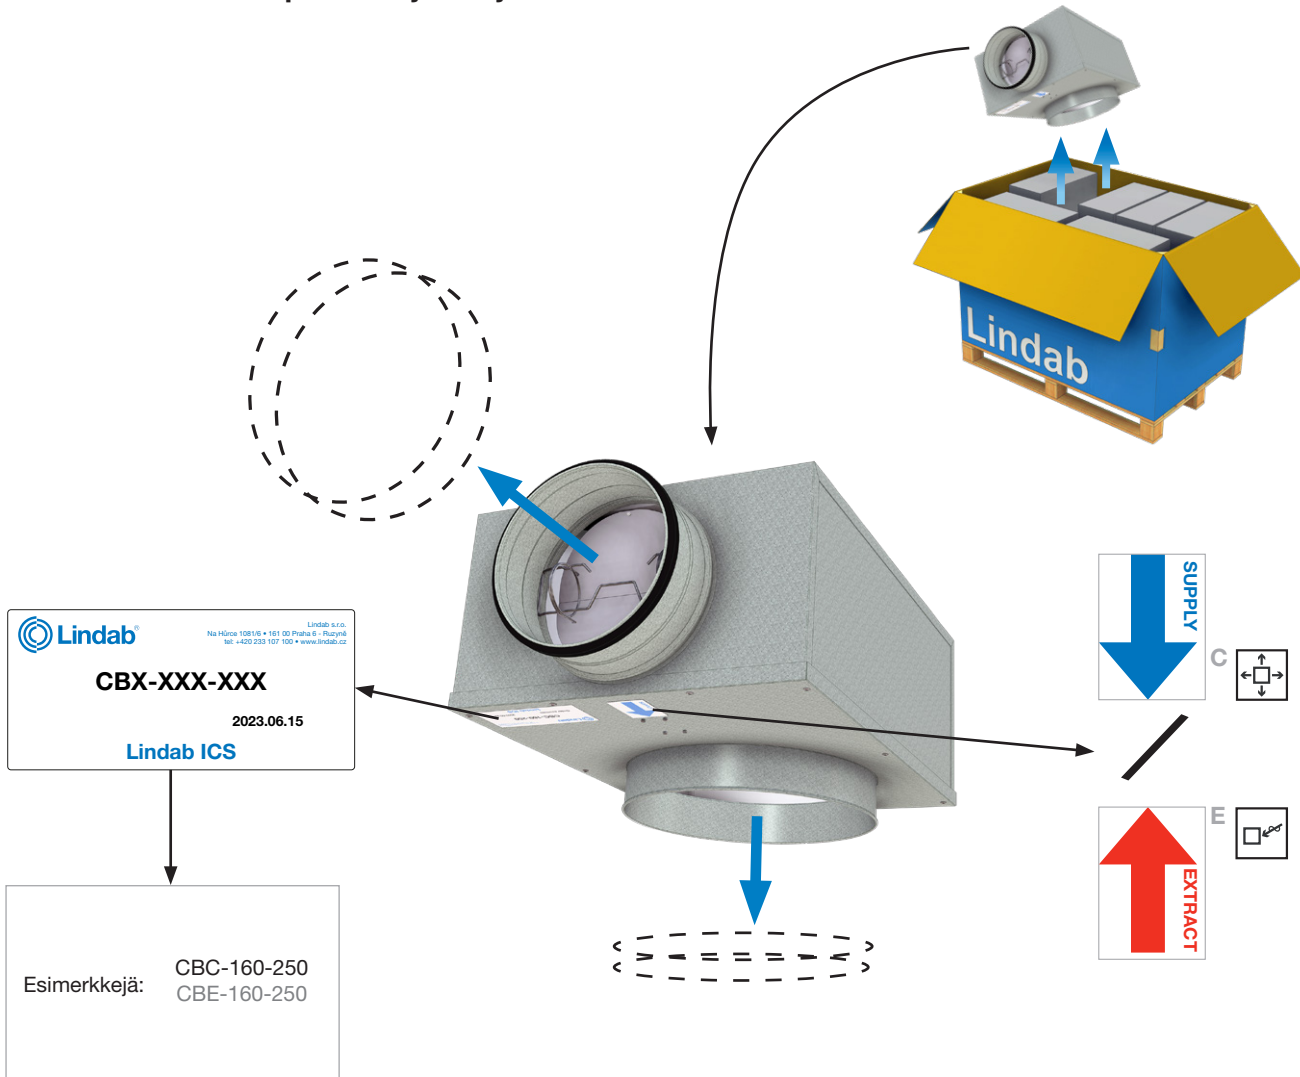 Lindab
Lindab®
Lindab s.r.o.
Na Hůrce 1081/6 • 161 00 Praha 6 - Ruzyně
tel: +420 233 107 100 • www.lindab.cz
CBX-XXX-XXX
2023.06.15
Lindab ICS
SUPPLY
C
E
EXTRACT
Esimerkkejä:
CBC-160-250
CBE-160-250